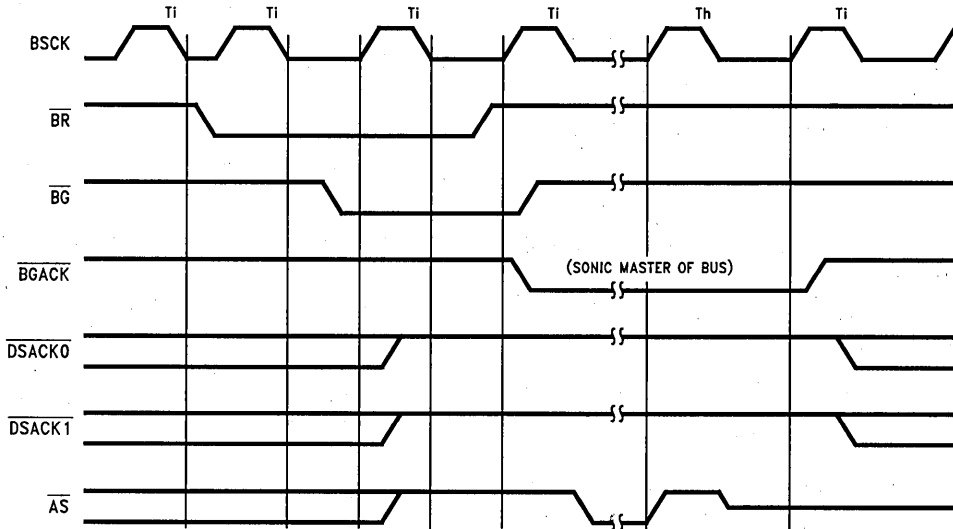 Ti Ti Ti Ti Th Ti
BSCK
BR
BG
BGACK (SONIC MASTER OF BUS)
DSACK0
DSACK1
AS